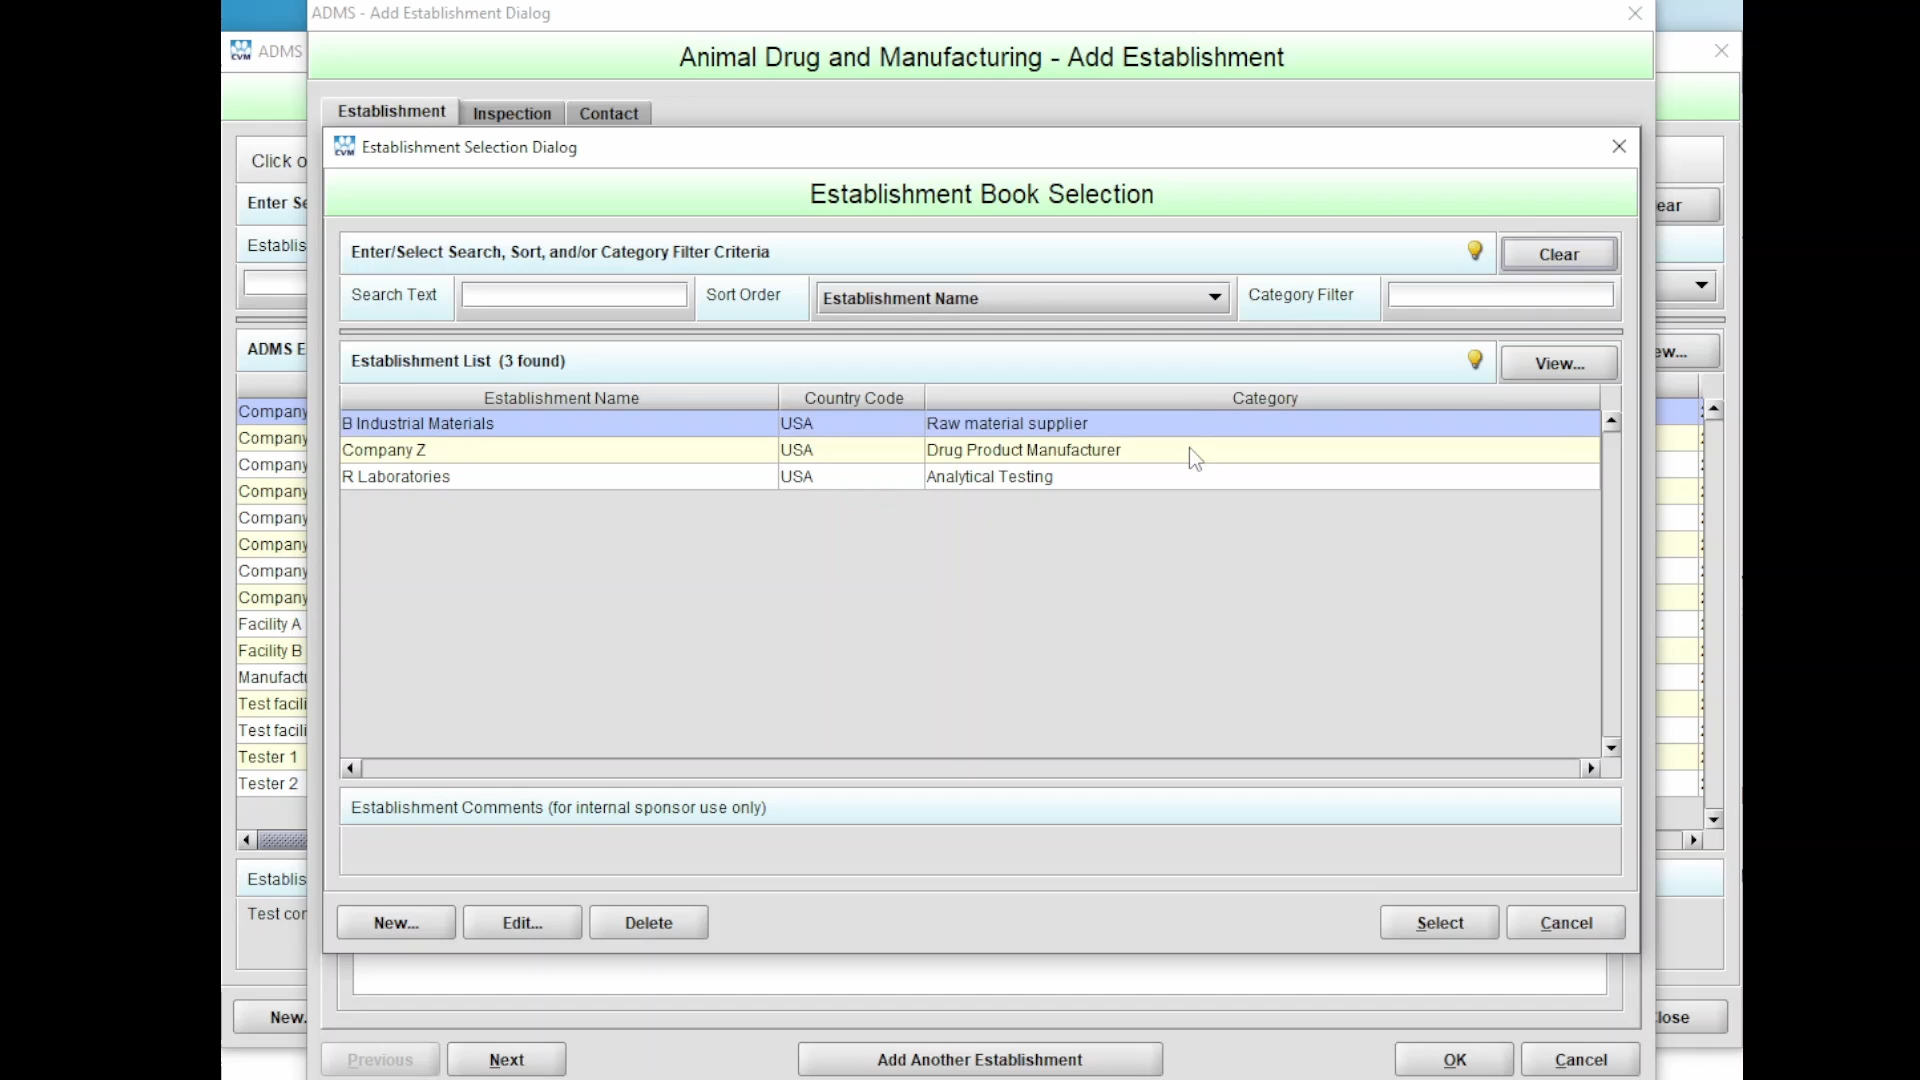 ADMS - Add Establishment Dialog
CVM ADMS
Animal Drug and Manufacturing - Add Establishment
Establishment Inspection Contact
CVM Establishment Selection Dialog
Click o
Establishment Book Selection
Enter Se
ear
Enter/Select Search, Sort, and/or Category Filter Criteria Clear
Establis
Search Text Sort Order Establishment Name Category Filter
ADMS E
ew...
Establishment List (3 found) View...
Establishment Name Country Code Category
Company
B Industrial Materials USA Raw material supplier
Company
Company Z USA Drug Product Manufacturer
Company
R Laboratories USA Analytical Testing
Company
Company
Company
Company
Company
Facility A
Facility B
Manufactu
Test facili
Test facili
Tester 1
Tester 2
Establishment Comments (for internal sponsor use only)
Establis
Test con
New... Edit... Delete Select Cancel
New.
lose
Previous Next Add Another Establishment OK Cancel